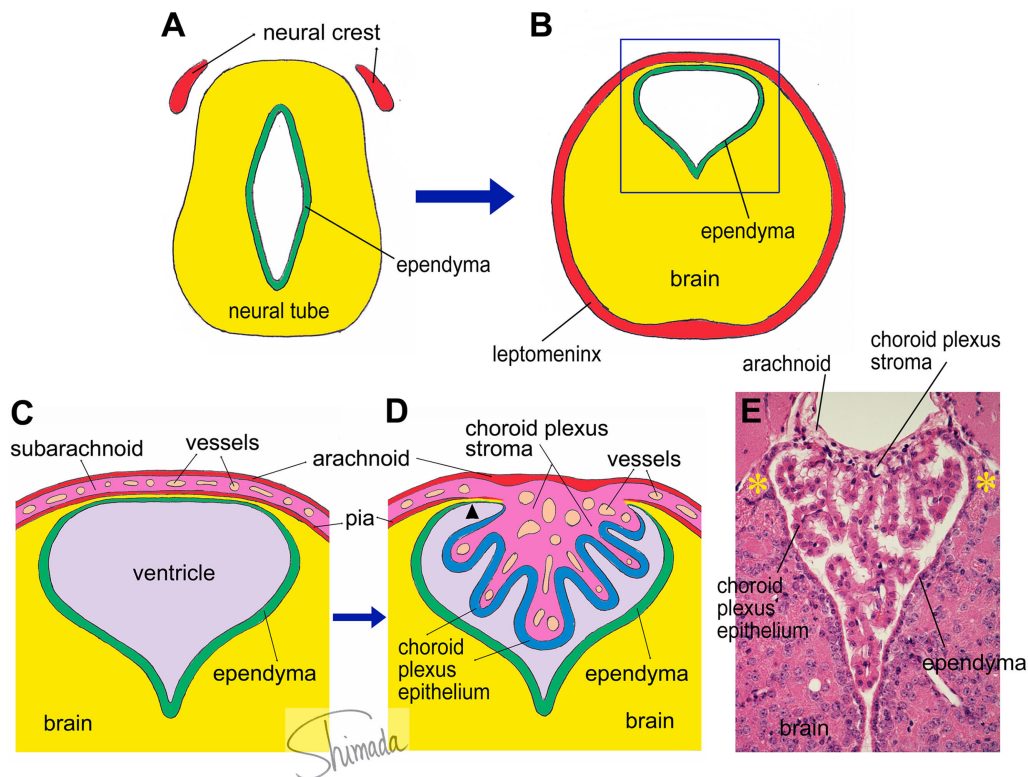 A
neural crest
ependyma
neural tube
B
ependyma
brain
leptomeninx
C
subarachnoid
vessels
arachnoid
pia
ventricle
ependyma
brain
D
choroid plexus
stroma
vessels
choroid
plexus
epithelium
ependyma
brain
Shimada
E
arachnoid
choroid plexus
stroma
*
*
choroid
plexus
epithelium
ependyma
brain